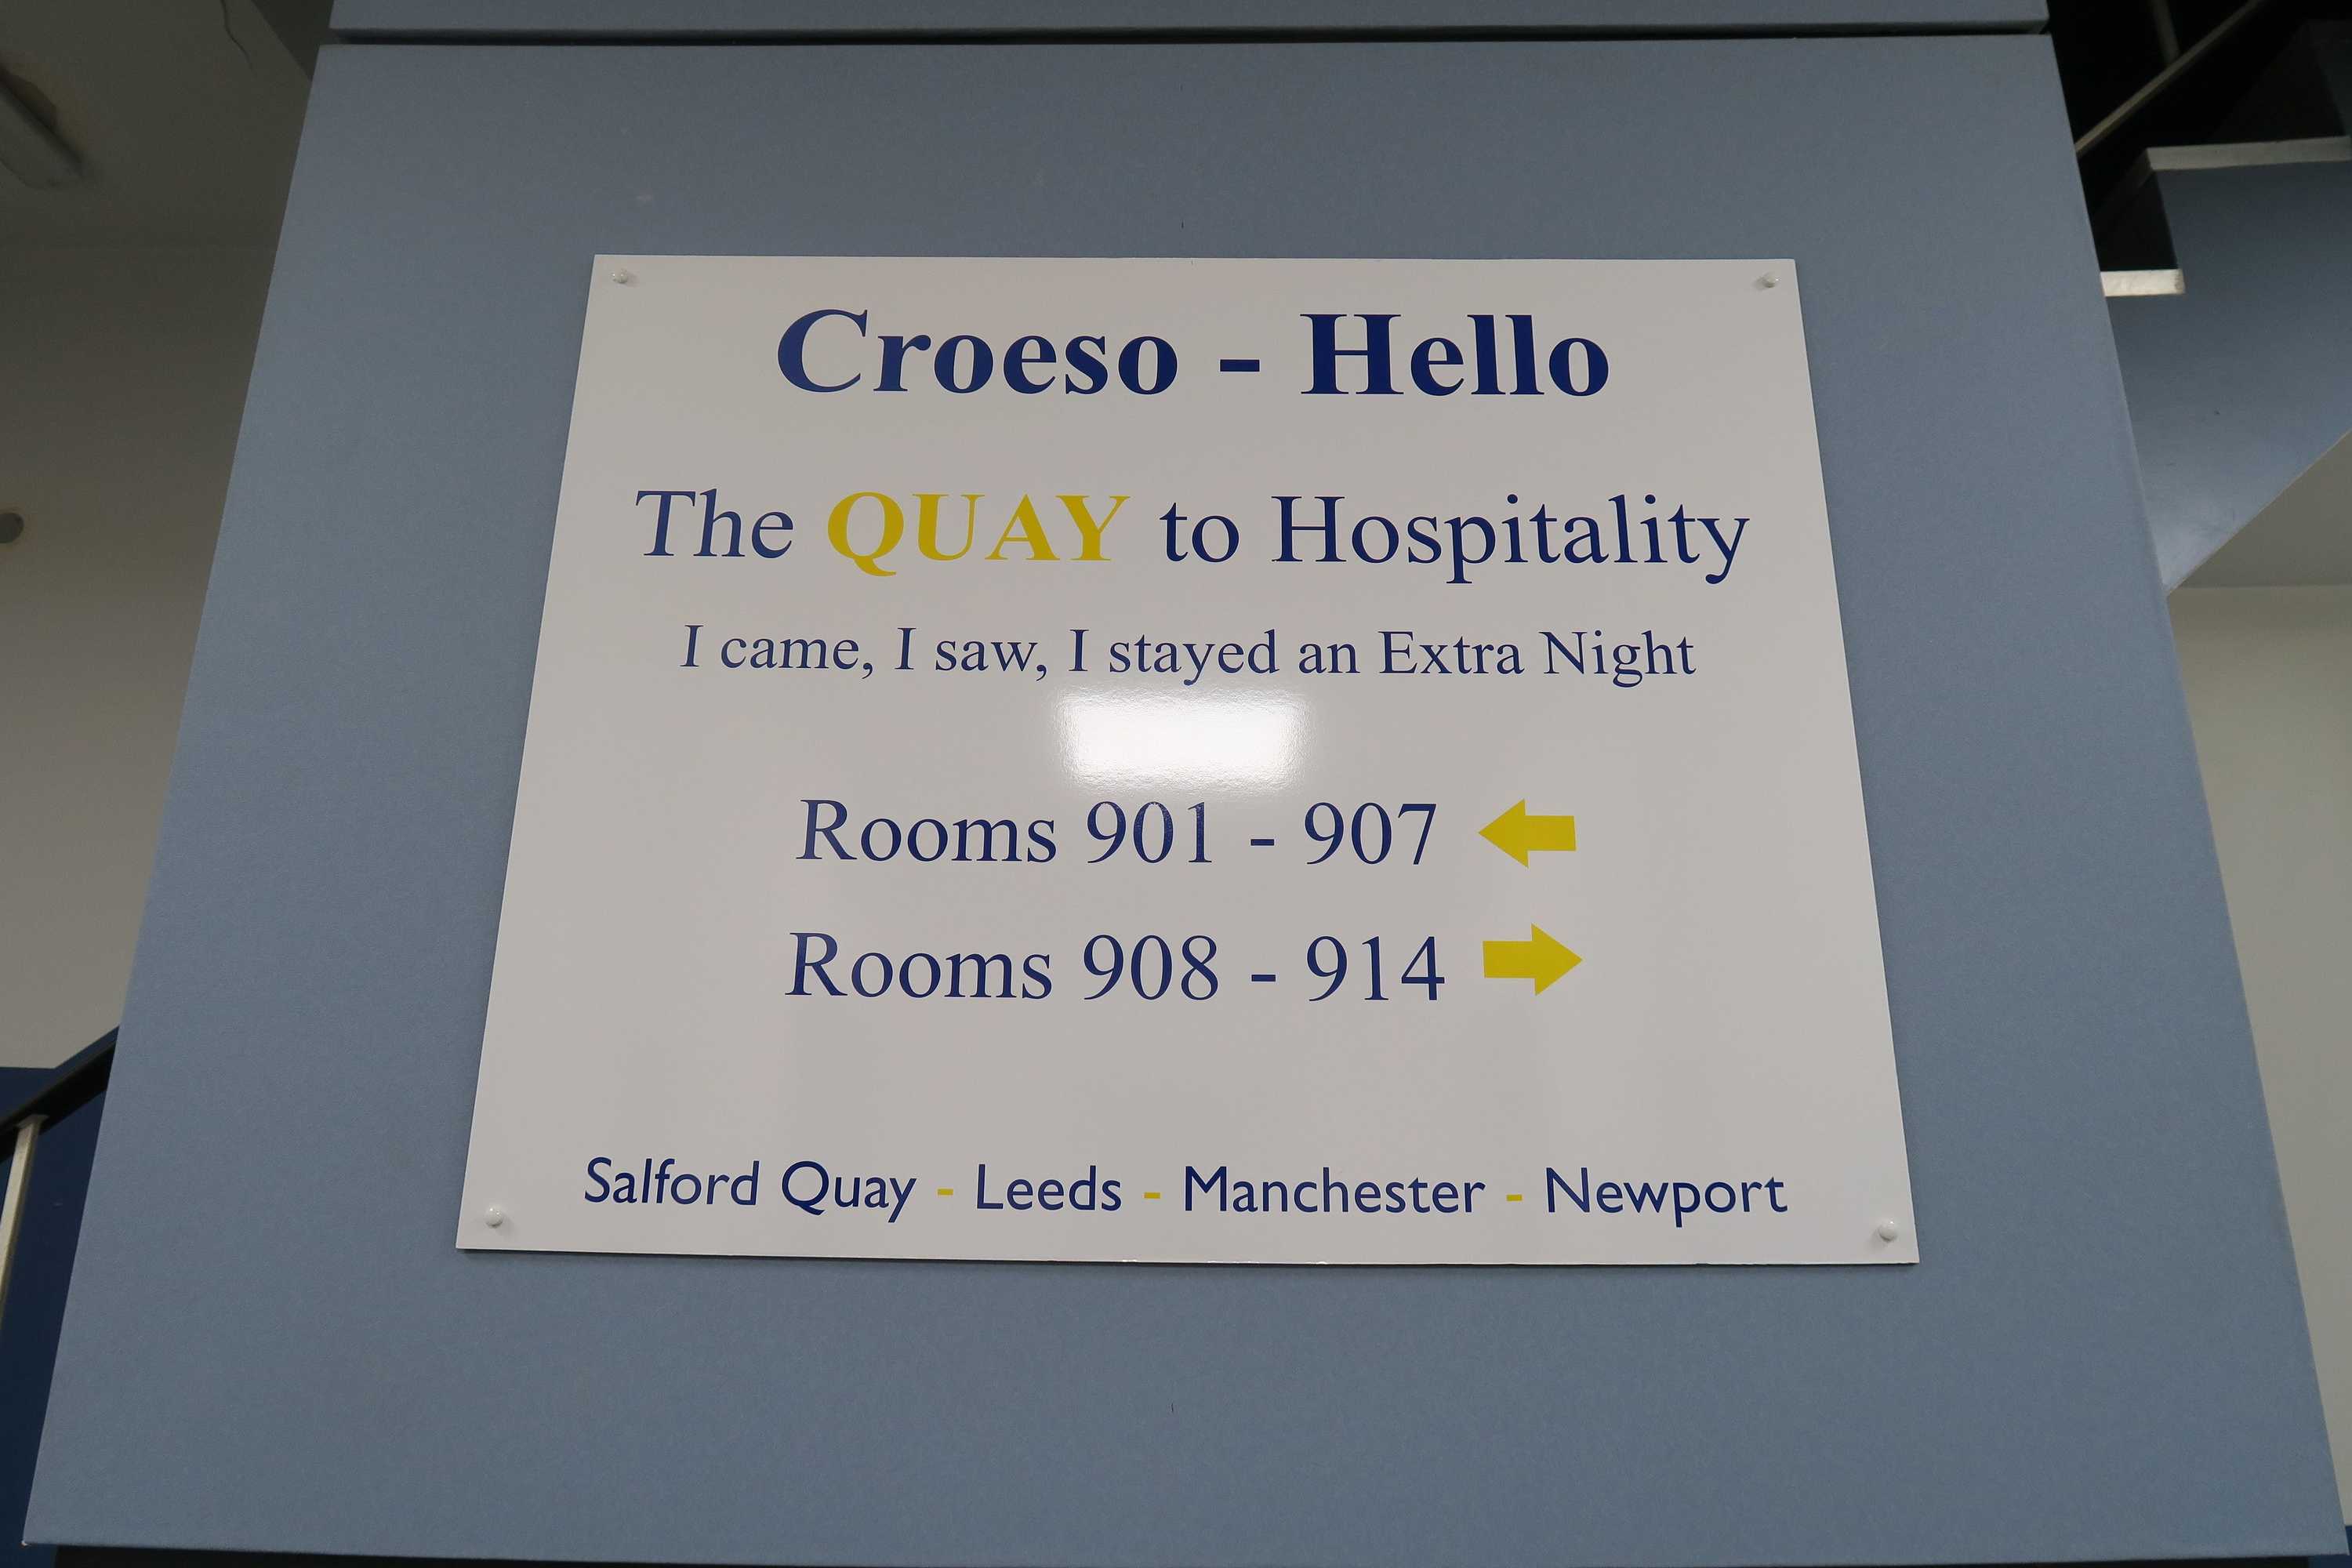 Croeso - Hello
The QUAY to Hospitality
I came, I saw, I stayed an Extra Night
Rooms 901 - 907
Rooms 908 - 914
Salford Quay - Leeds - Manchester - Newport